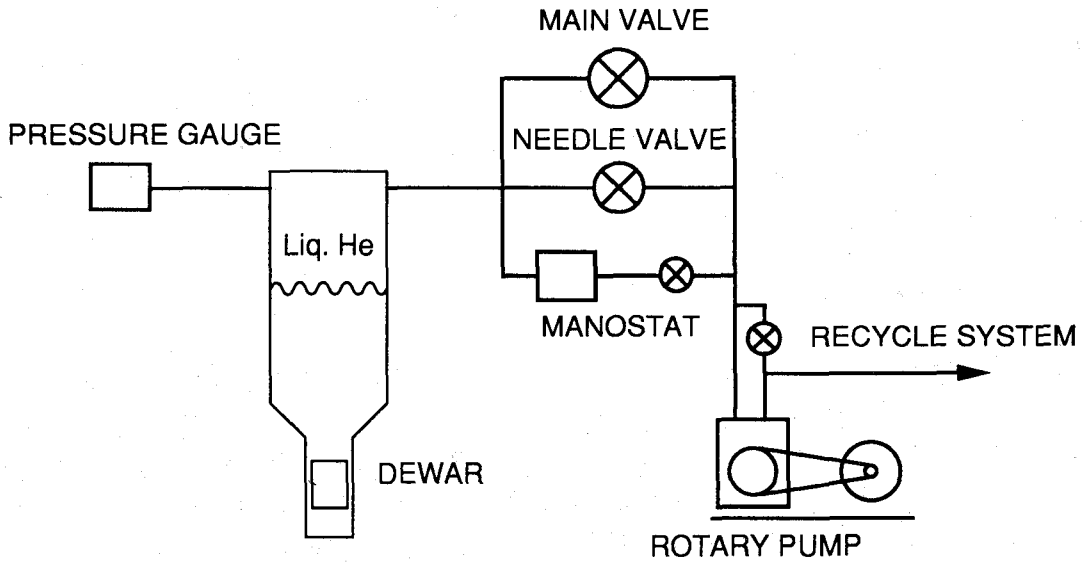 MAIN VALVE
PRESSURE GAUGE
NEEDLE VALVE
Liq. He
MANOSTAT
RECYCLE SYSTEM
DEWAR
ROTARY PUMP